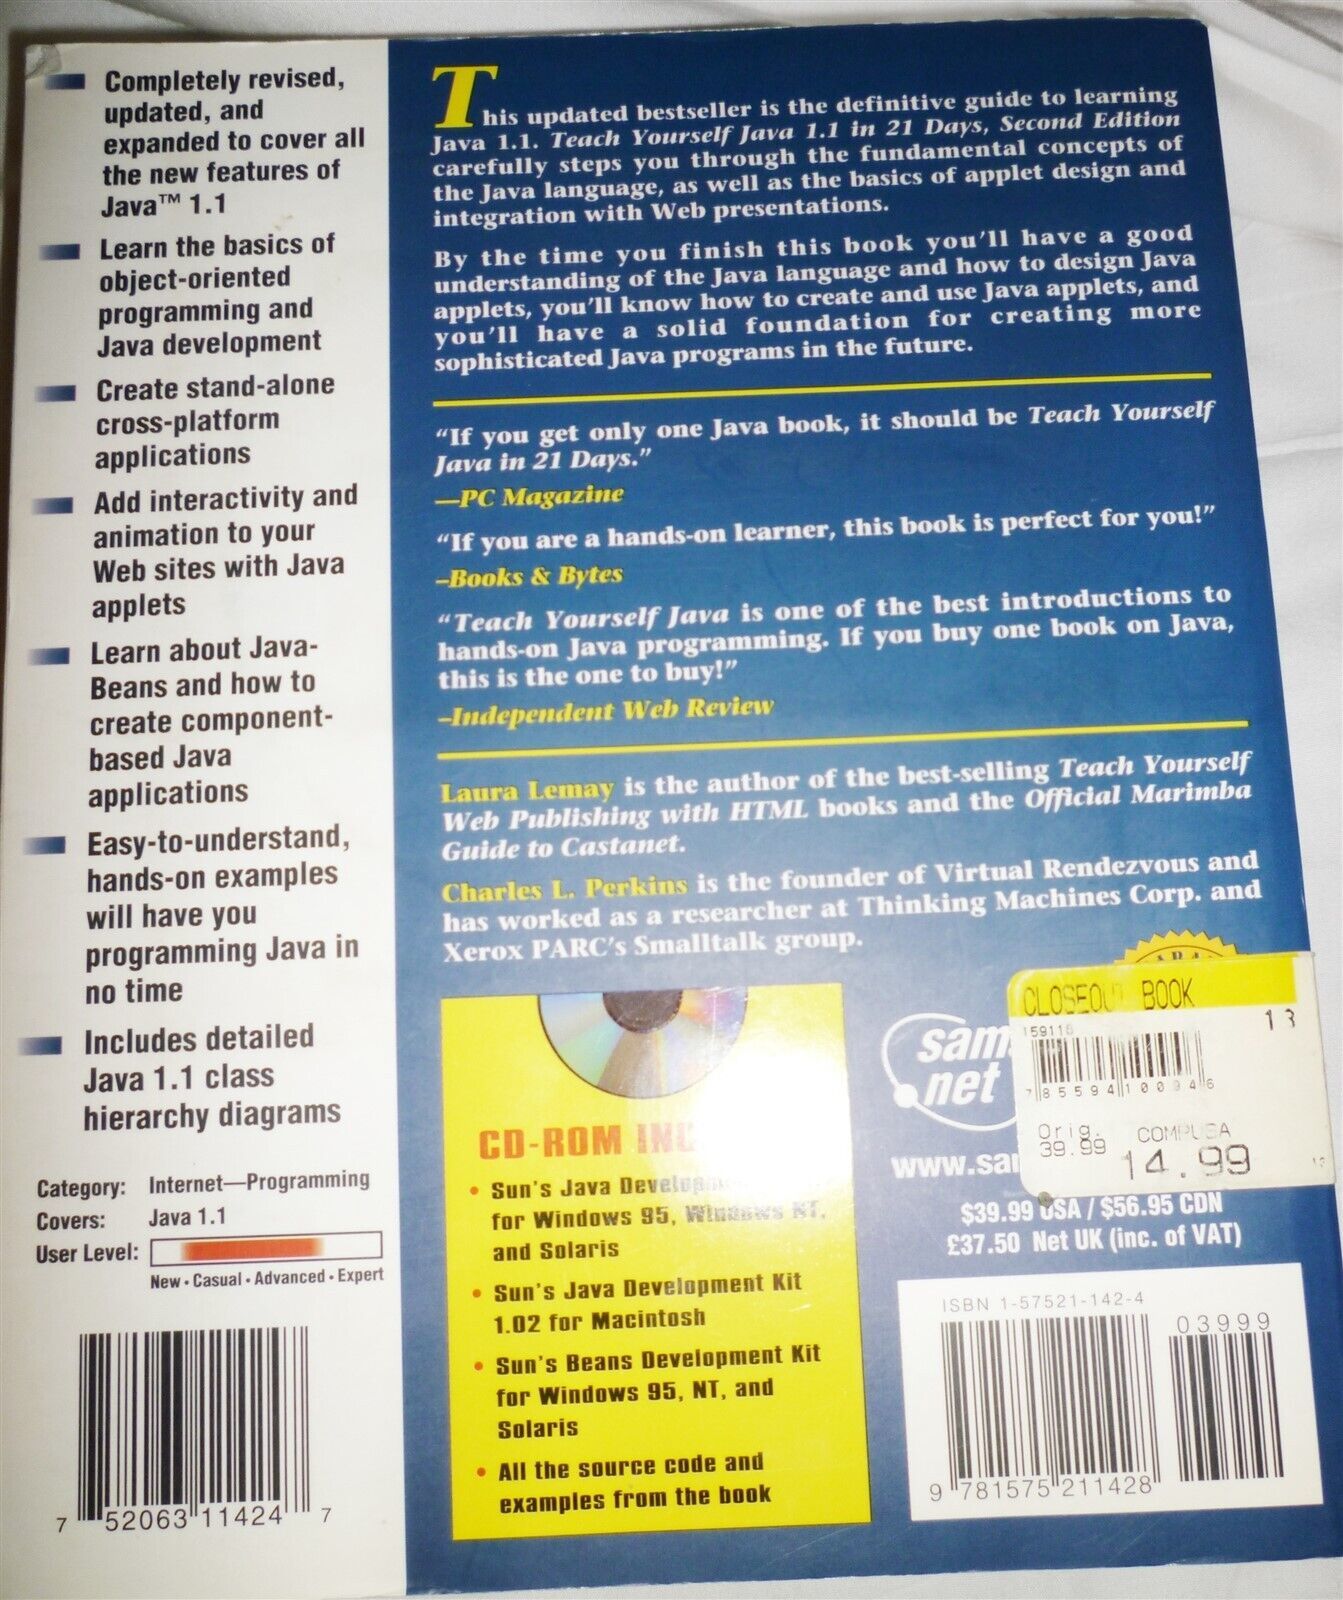 Completely revised,
updated, and
expanded to cover all
the new features of
Java™ 1.1
Learn the basics of
object-oriented
programming and
Java development
Create stand-alone
cross-platform
applications
Add interactivity and
animation to your
Web sites with Java
applets
Learn about Java-
Beans and how to
create component-
based Java
applications
Easy-to-understand,
hands-on examples
will have you
programming Java in
no time
Includes detailed
Java 1.1 class
hierarchy diagrams
Category: Internet—Programming
Covers: Java 1.1
User Level:
New • Casual • Advanced • Expert
7 52063 11424 7
This updated bestseller is the definitive guide to learning
Java 1.1. Teach Yourself Java 1.1 in 21 Days, Second Edition
carefully steps you through the fundamental concepts of
the Java language, as well as the basics of applet design and
integration with Web presentations.
By the time you finish this book you'll have a good
understanding of the Java language and how to design Java
applets, you'll know how to create and use Java applets, and
you'll have a solid foundation for creating more
sophisticated Java programs in the future.
“If you get only one Java book, it should be Teach Yourself
Java in 21 Days.”
—PC Magazine
“If you are a hands-on learner, this book is perfect for you!”
–Books & Bytes
“Teach Yourself Java is one of the best introductions to
hands-on Java programming. If you buy one book on Java,
this is the one to buy!”
–Independent Web Review
Laura Lemay is the author of the best-selling Teach Yourself
Web Publishing with HTML books and the Official Marimba
Guide to Castanet.
Charles L. Perkins is the founder of Virtual Rendezvous and
has worked as a researcher at Thinking Machines Corp. and
Xerox PARC's Smalltalk group.
CD-ROM
• Sun's Java
for Windows 95, Windows NT,
and Solaris
• Sun's Java Development Kit
1.02 for Macintosh
• Sun's Beans Development Kit
for Windows 95, NT, and
Solaris
• All the source code and
examples from the book
sam
net
www.sa
CLOSEOUT BOOK
159116 13
7 85594 10094 6
Orig. COMPUSA
39.99 14.99
$39.99 USA / $56.95 CDN
£37.50 Net UK (inc. of VAT)
ISBN 1-57521-142-4
03999
9 781575 211428